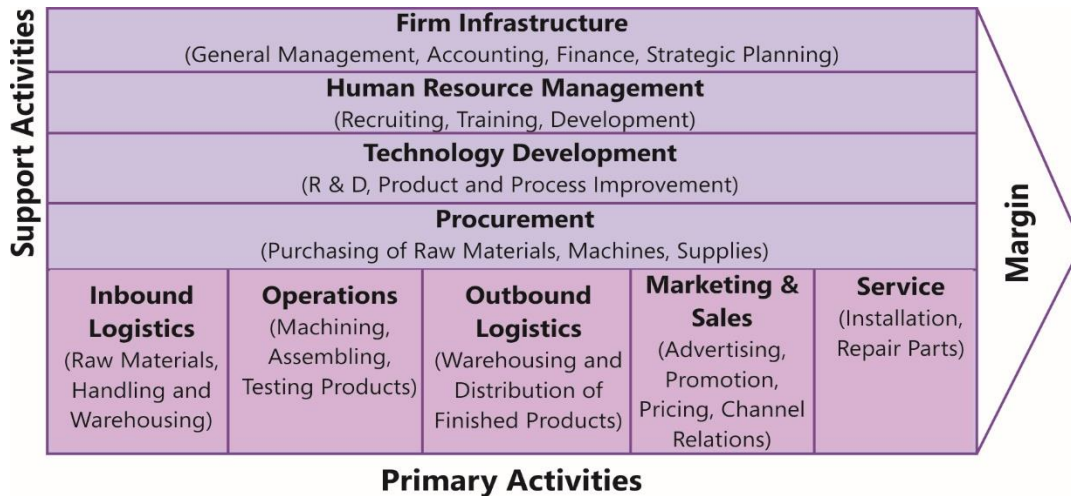 Support Activities
Firm Infrastructure
(General Management, Accounting, Finance, Strategic Planning)
Human Resource Management
(Recruiting, Training, Development)
Technology Development
(R & D, Product and Process Improvement)
Procurement
(Purchasing of Raw Materials, Machines, Supplies)
Inbound
Logistics
(Raw Materials,
Handling and
Warehousing)
Operations
(Machining,
Assembling,
Testing Products)
Outbound
Logistics
(Warehousing and
Distribution of
Finished Products)
Marketing &
Sales
(Advertising,
Promotion,
Pricing, Channel
Relations)
Service
(Installation,
Repair Parts)
Margin
Primary Activities